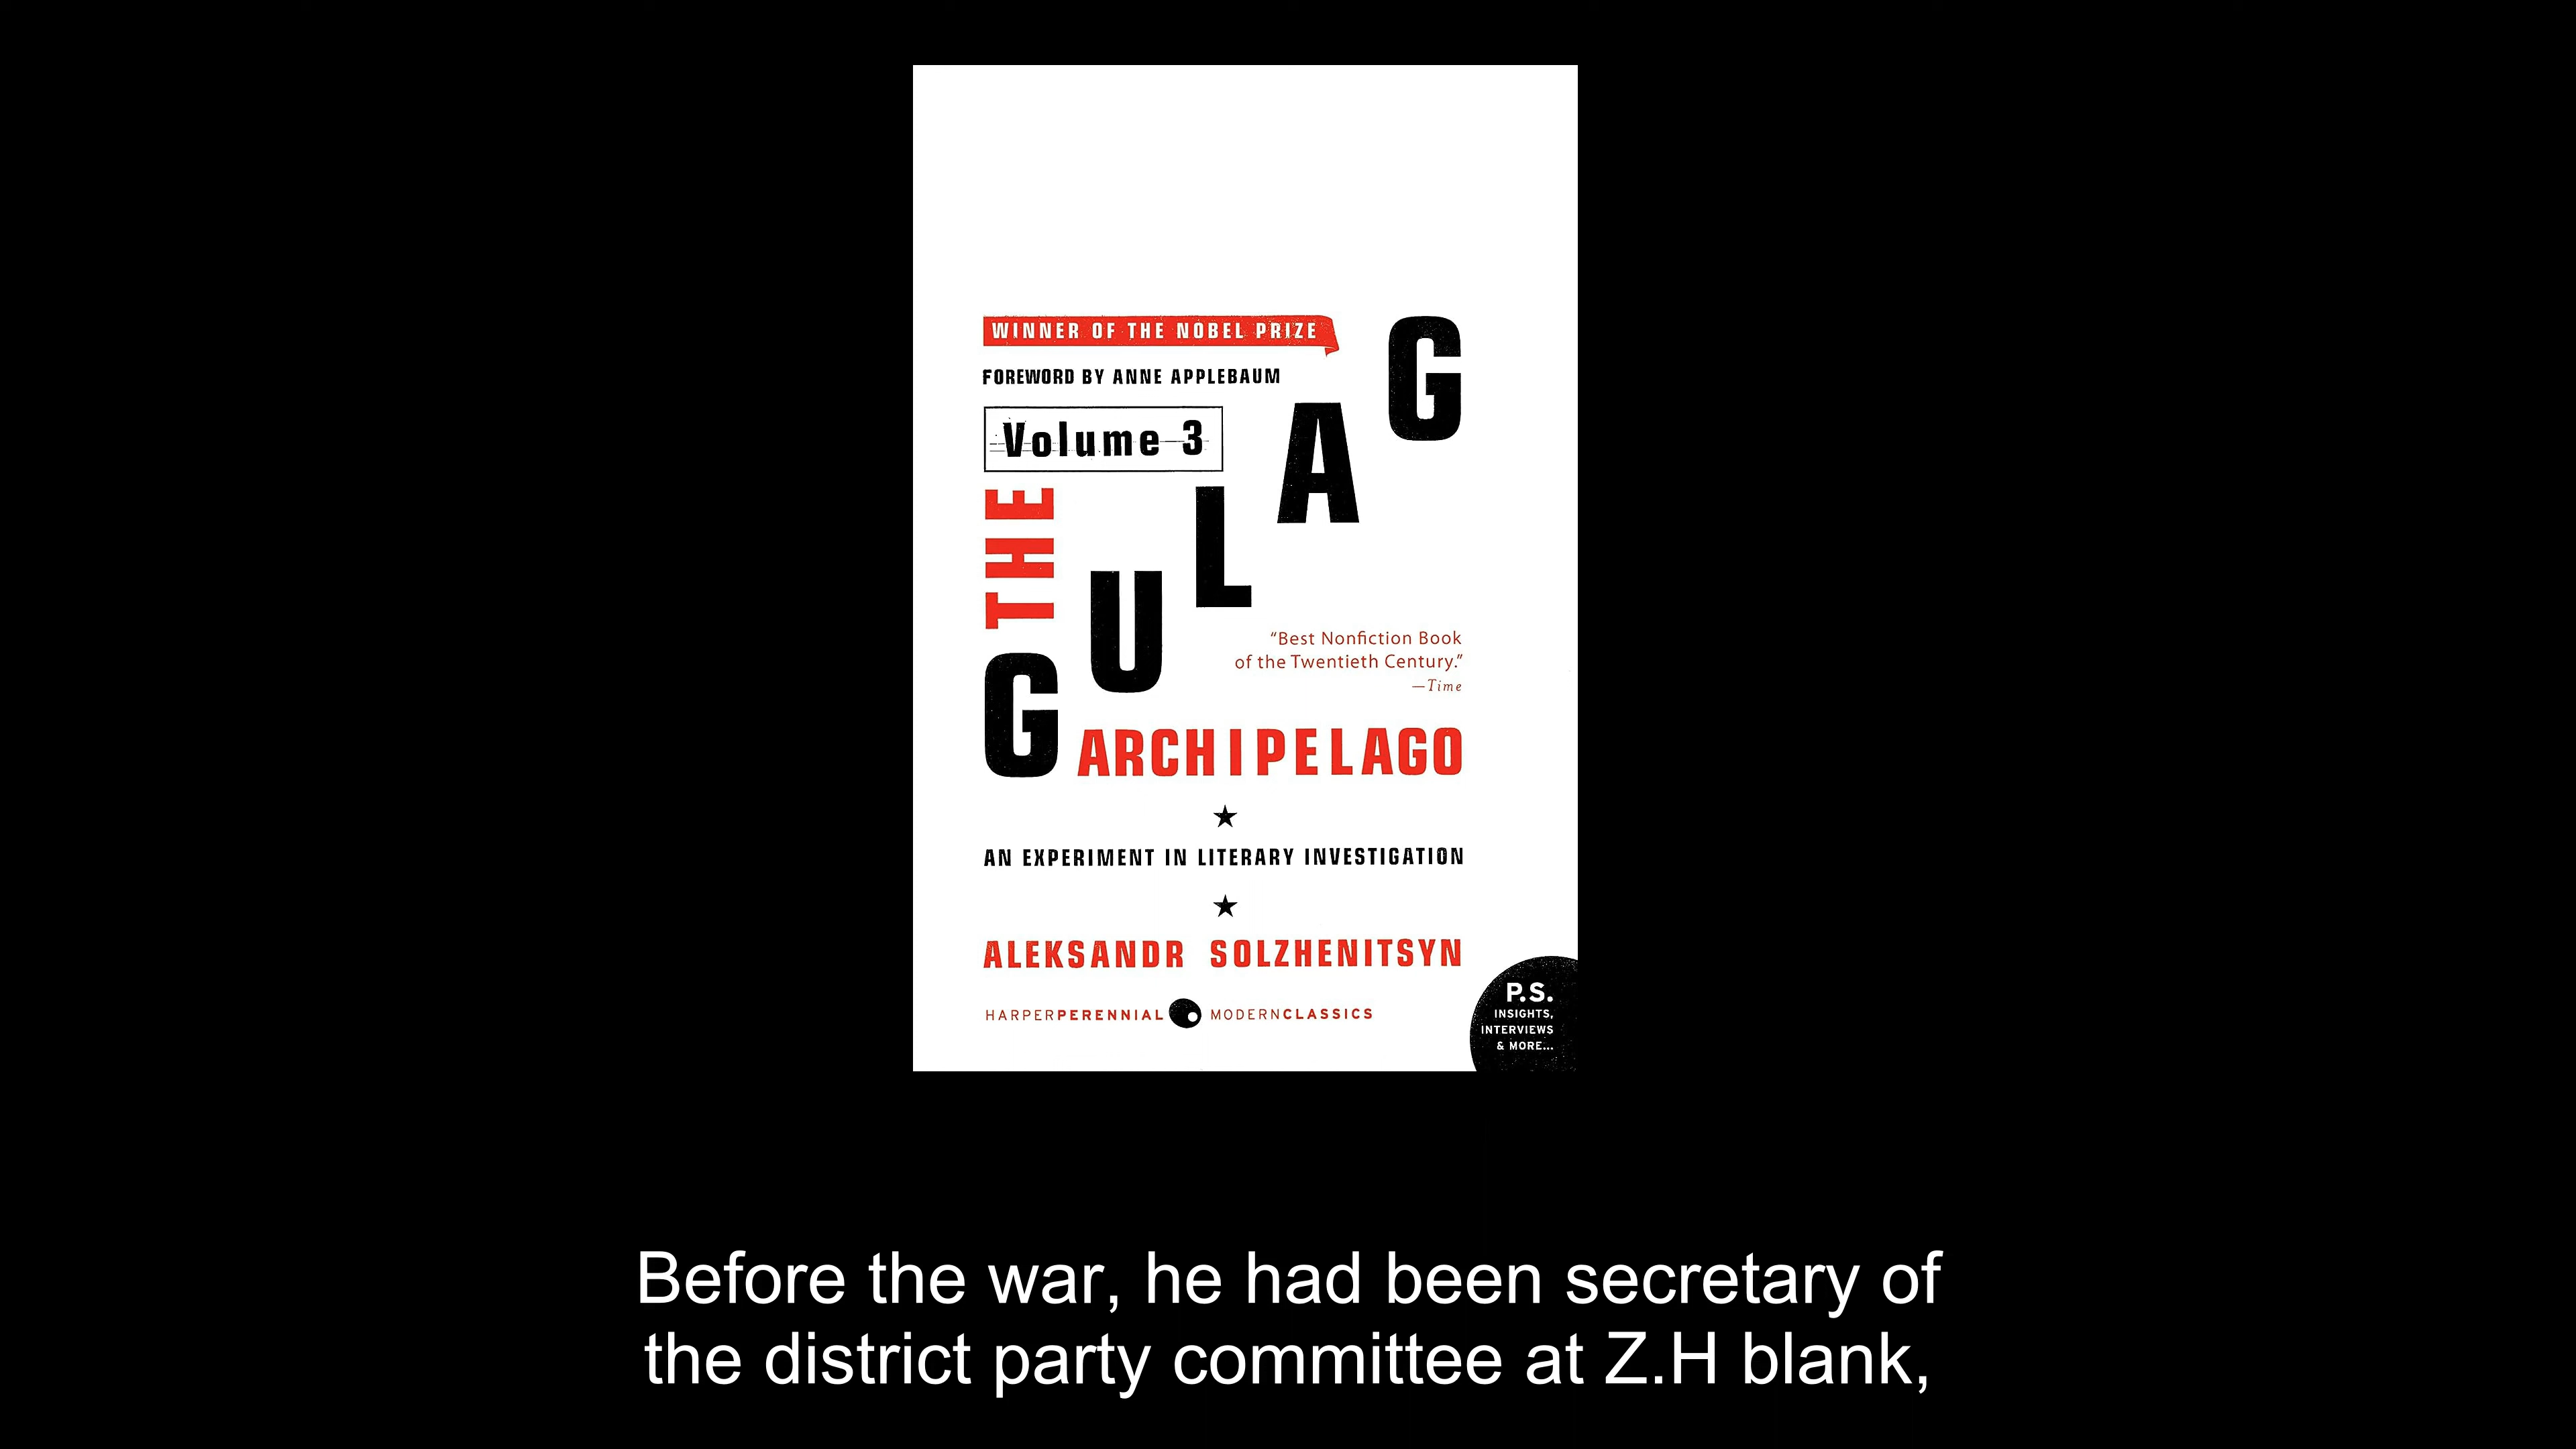 WINNER OF THE NOBEL PRIZE
FOREWORD BY ANNE APPLEBAUM
Volume 3
THE
GULAG
"Best Nonfiction Book
of the Twentieth Century."
—Time
ARCHIPELAGO
AN EXPERIMENT IN LITERARY INVESTIGATION
ALEKSANDR SOLZHENITSYN
HARPERPERENNIAL MODERNCLASSICS
P.S.
INSIGHTS,
INTERVIEWS
& MORE...
Before the war, he had been secretary of
the district party committee at Z.H blank,